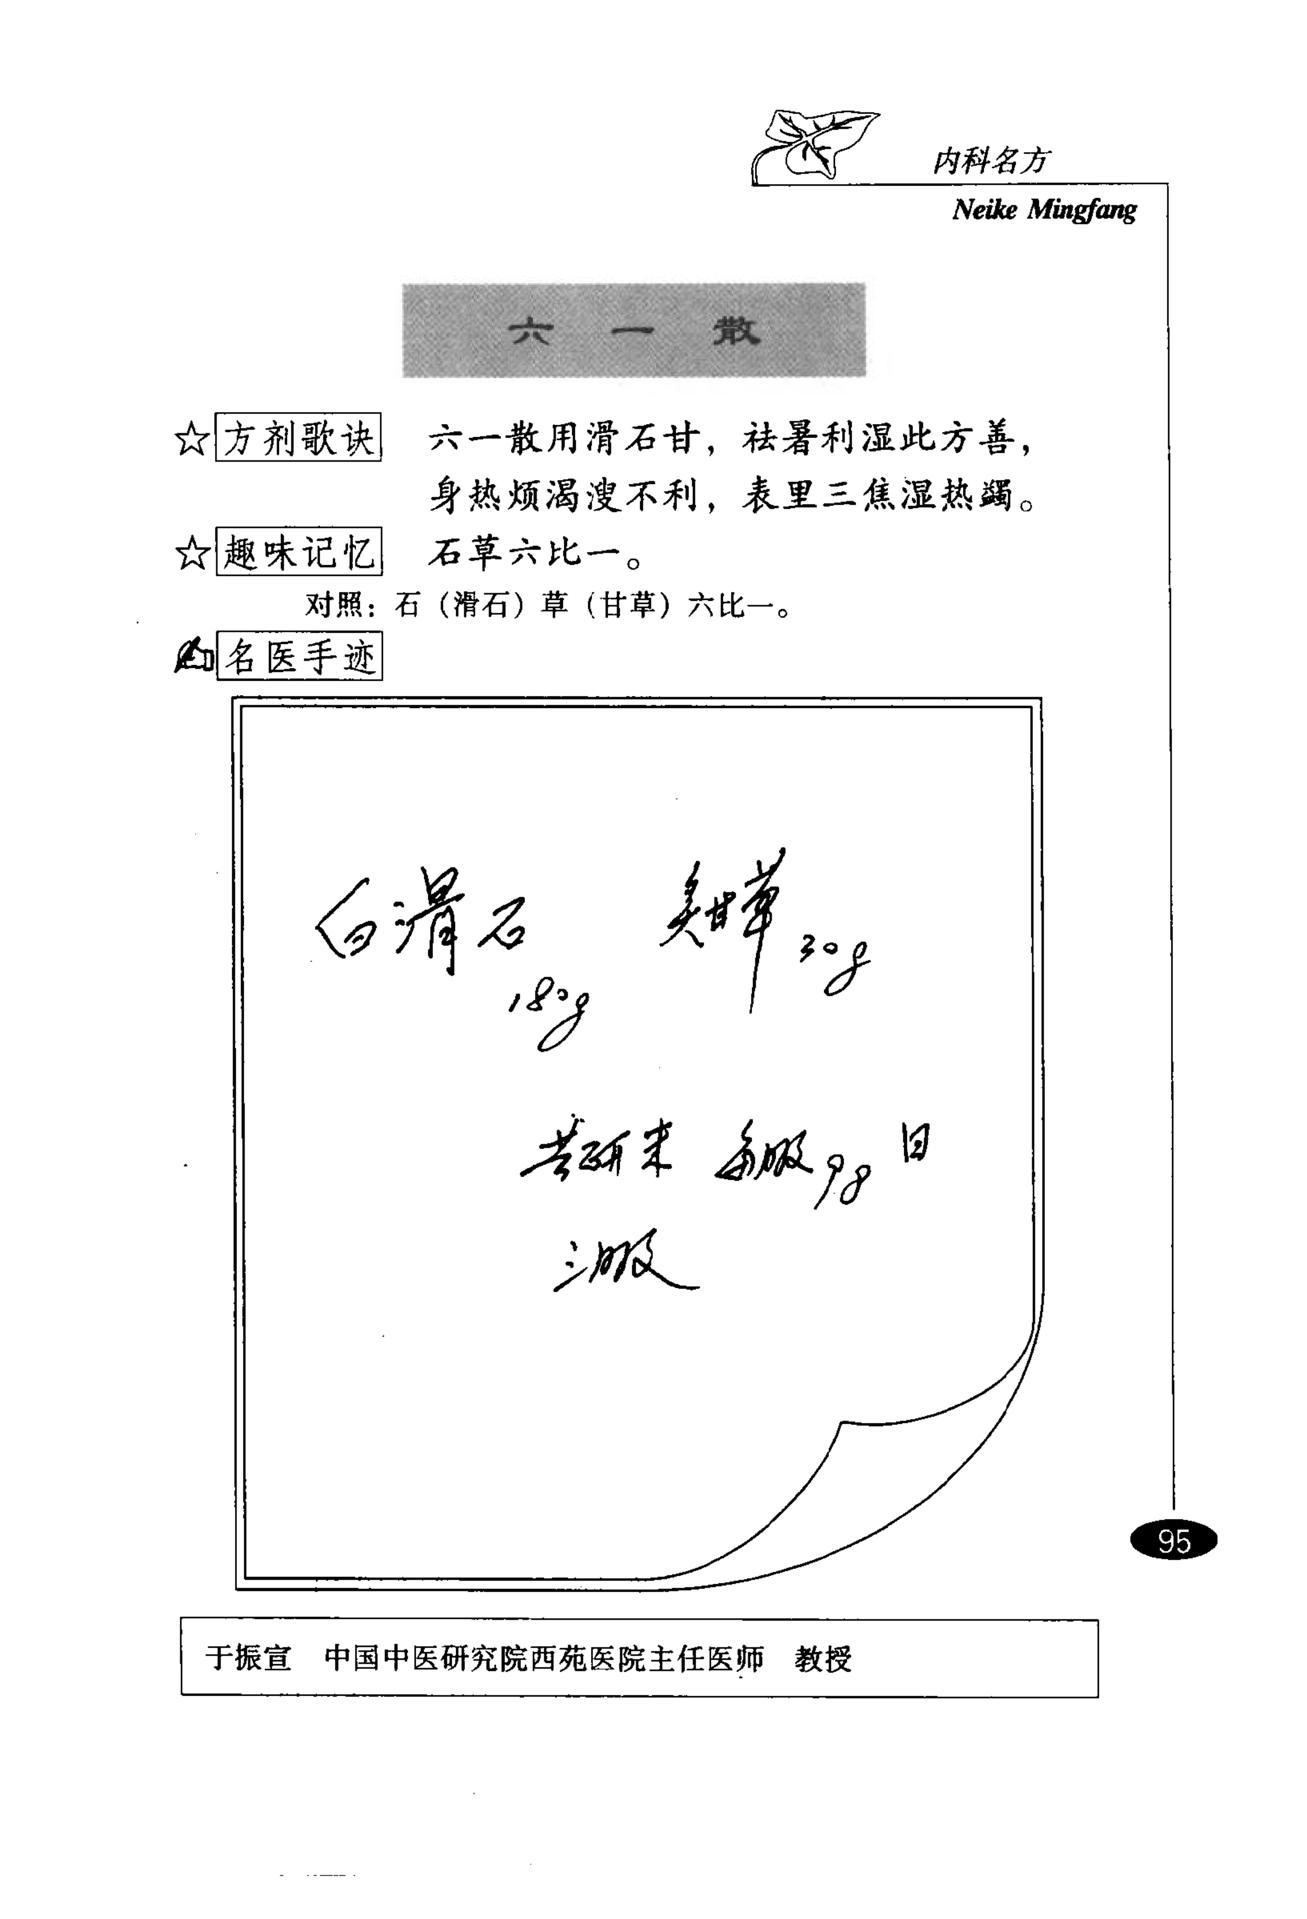 内科名方
Neike Mingfang
六一散
☆方剂歌诀 六一散用滑石甘，祛暑利湿此方善，
身热烦渴溲不利，表里三焦湿热蠲。
☆趣味记忆 石草六比一。
对照：石（滑石）草（甘草）六比一。
名医手迹
白滑石 180g 炙甘草 30g
共研末 每服 9g 日
三服
95
于振宣 中国中医研究院西苑医院主任医师 教授